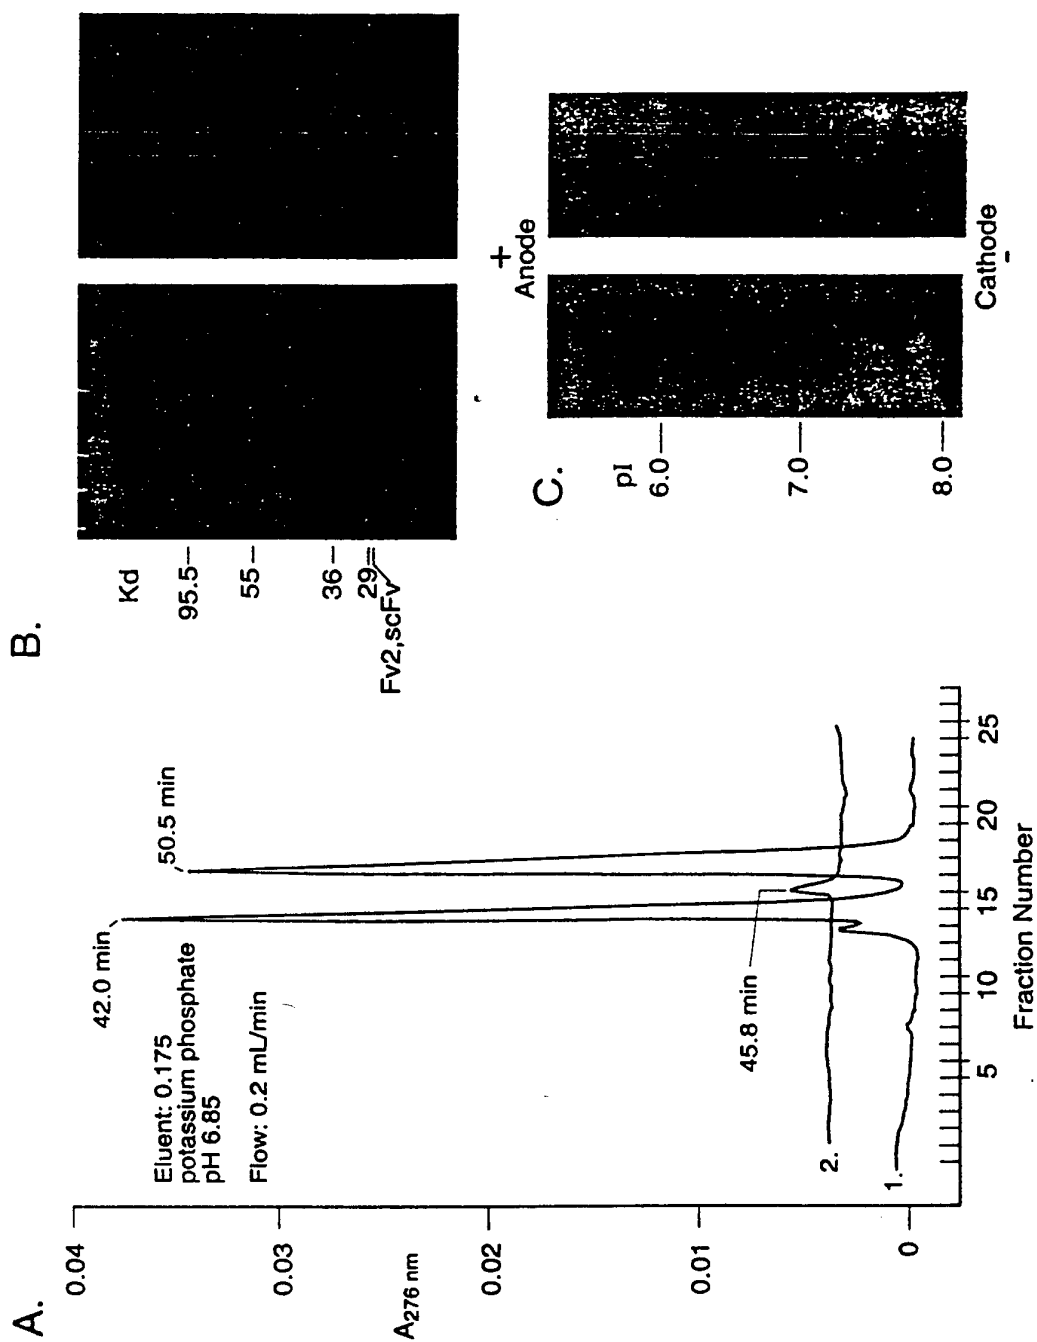 A.
0.04
0.03
0.02
0.01
0
A276 nm
Eluent: 0.175
potassium phosphate
pH 6.85
Flow: 0.2 mL/min
42.0 min
50.5 min
45.8 min
2.
1.
5
10
15
20
25
Fraction Number
B.
Kd
95.5
55
36
29
Fv2,scFv
C.
+
Anode
pI
6.0
7.0
8.0
Cathode
-